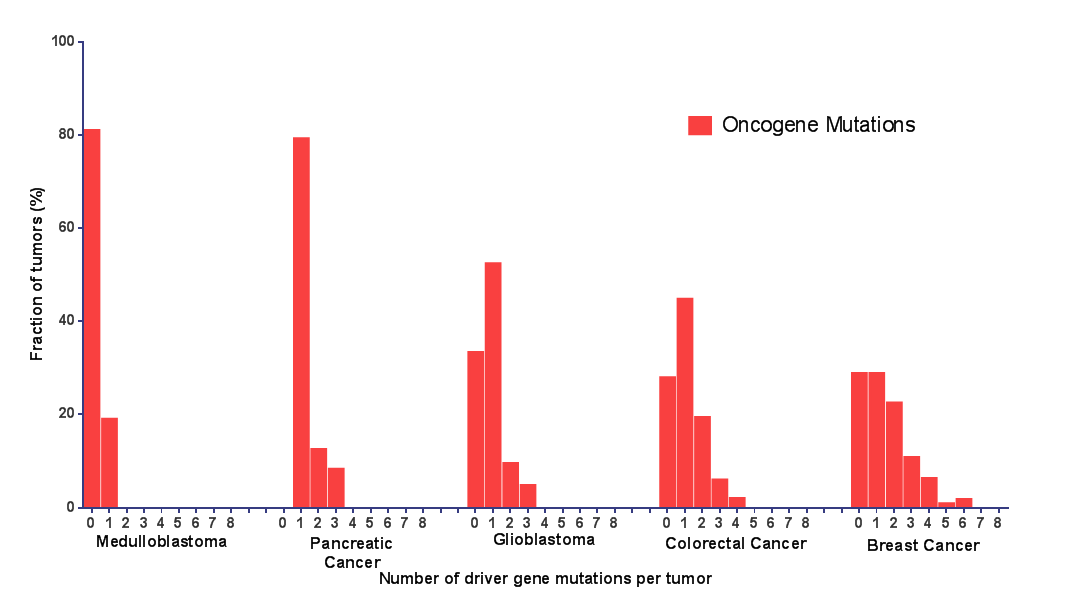 100
80
60
40
20
0
Fraction of tumors (%)
Oncogene Mutations
0 1 2 3 4 5 6 7 8 0 1 2 3 4 5 6 7 8 0 1 2 3 4 5 6 7 8 0 1 2 3 4 5 6 7 8 0 1 2 3 4 5 6 7 8
Medulloblastoma
Pancreatic
Cancer
Glioblastoma
Colorectal Cancer
Breast Cancer
Number of driver gene mutations per tumor